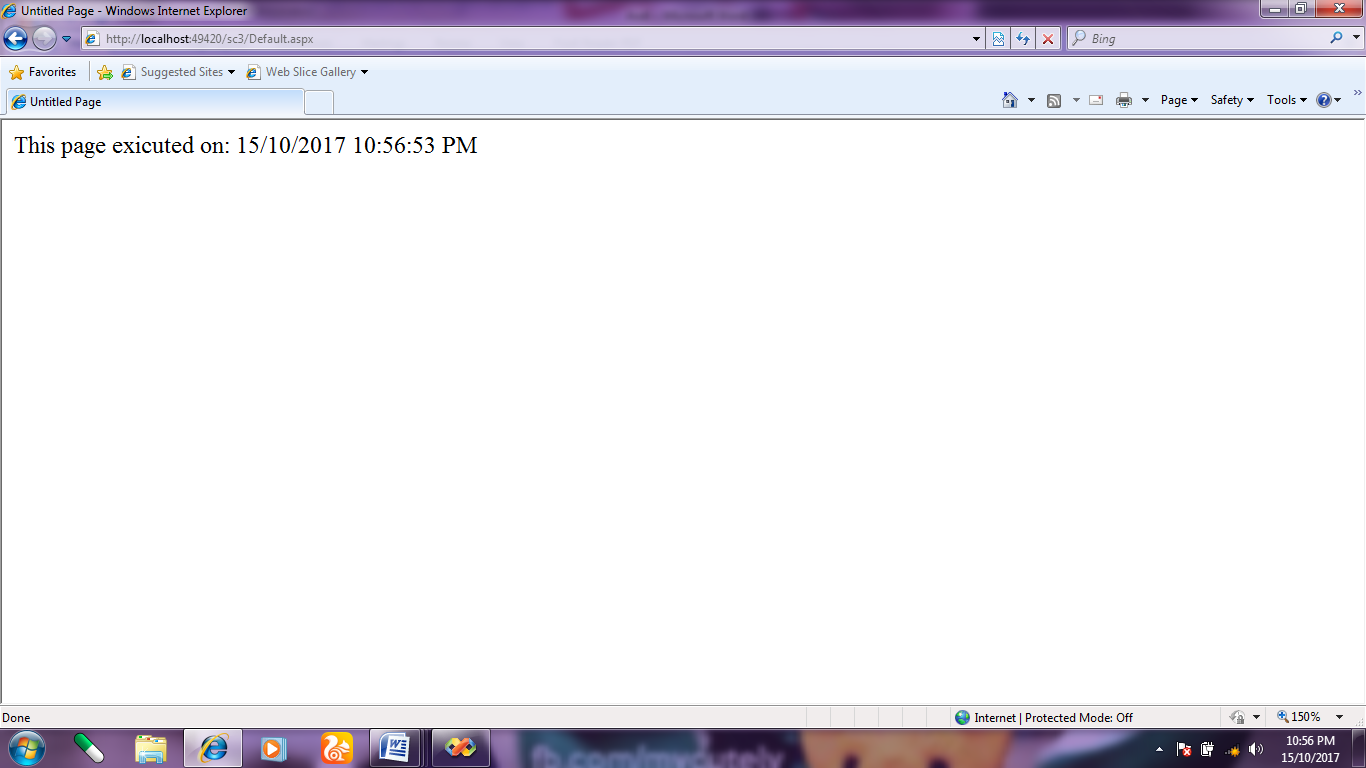 Untitled Page - Windows Internet Explorer
http://localhost:49420/sc3/Default.aspx
Bing
Favorites
Suggested Sites
Web Slice Gallery
Untitled Page
Page
Safety
Tools
This page exicuted on: 15/10/2017 10:56:53 PM
Done
Internet | Protected Mode: Off
150%
10:56 PM
15/10/2017